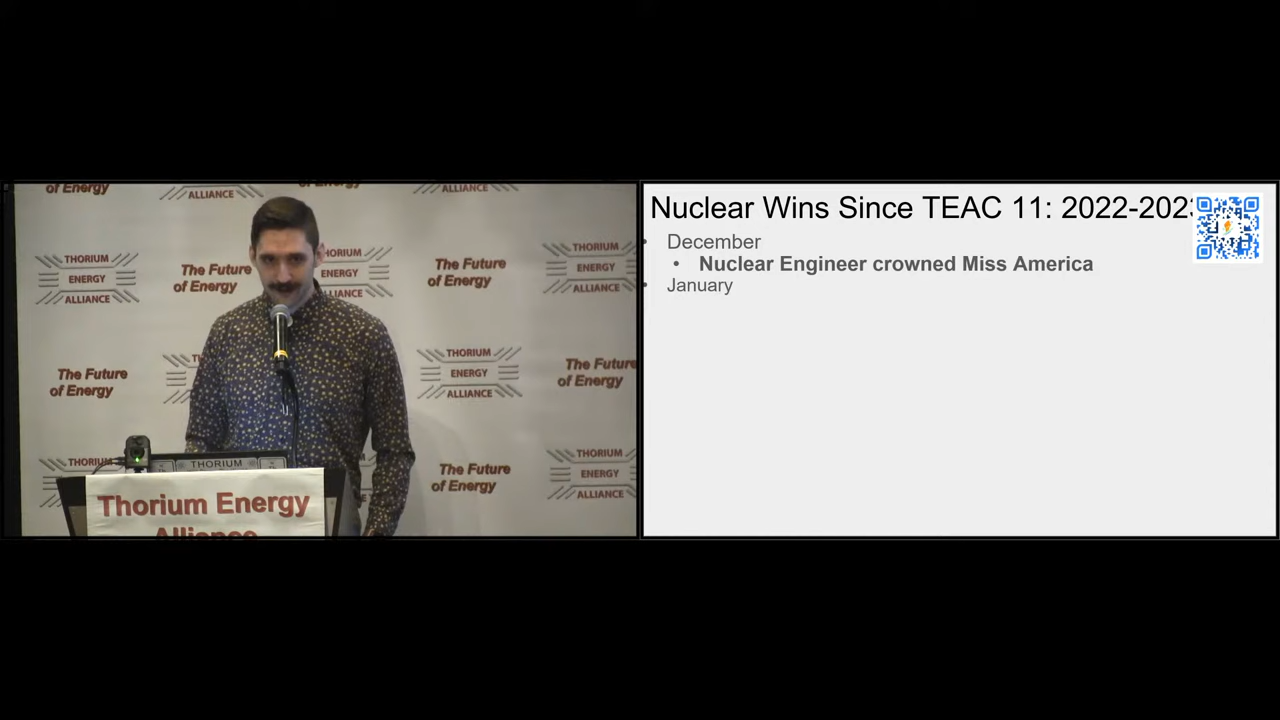 of Energy
ALLIANCE
of Energy
ALLIANCE
THORIUM
ENERGY
ALLIANCE
The Future
of Energy
THORIUM
ENERGY
ALLIANCE
The Future
of Energy
THORIUM
ENERGY
ALLIANCE
The Future
of Energy
THORIUM
ENERGY
ALLIANCE
The Future
of Energy
THORIUM
The Future
of Energy
THORIUM
ENERGY
ALLIANCE
THORIUM
Thorium Energy
Alliance
Nuclear Wins Since TEAC 11: 2022-2023
• December
• Nuclear Engineer crowned Miss America
• January